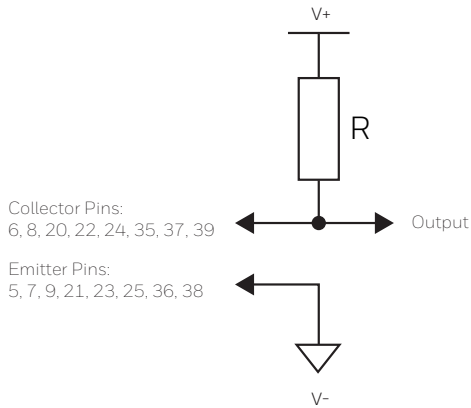 V+
R
Collector Pins:
6, 8, 20, 22, 24, 35, 37, 39
Output
Emitter Pins:
5, 7, 9, 21, 23, 25, 36, 38
V-